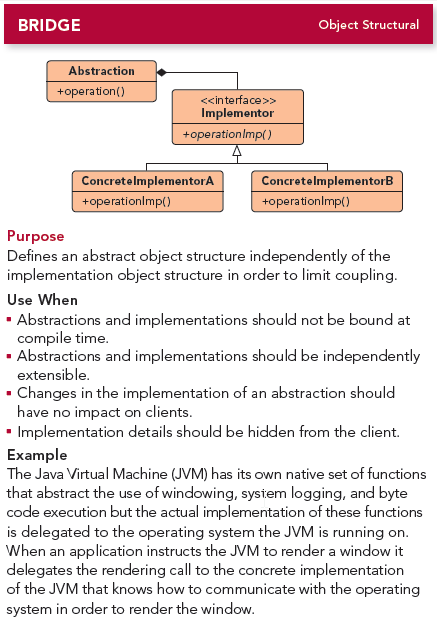 BRIDGE
Object Structural
Abstraction
+operation()
<<interface>>
Implementor
+operationImp()
ConcreteImplementorA
+operationImp()
ConcreteImplementorB
+operationImp()
Purpose
Defines an abstract object structure independently of the
implementation object structure in order to limit coupling.
Use When
▪ Abstractions and implementations should not be bound at
compile time.
▪ Abstractions and implementations should be independently
extensible.
▪ Changes in the implementation of an abstraction should
have no impact on clients.
▪ Implementation details should be hidden from the client.
Example
The Java Virtual Machine (JVM) has its own native set of functions
that abstract the use of windowing, system logging, and byte
code execution but the actual implementation of these functions
is delegated to the operating system the JVM is running on.
When an application instructs the JVM to render a window it
delegates the rendering call to the concrete implementation
of the JVM that knows how to communicate with the operating
system in order to render the window.